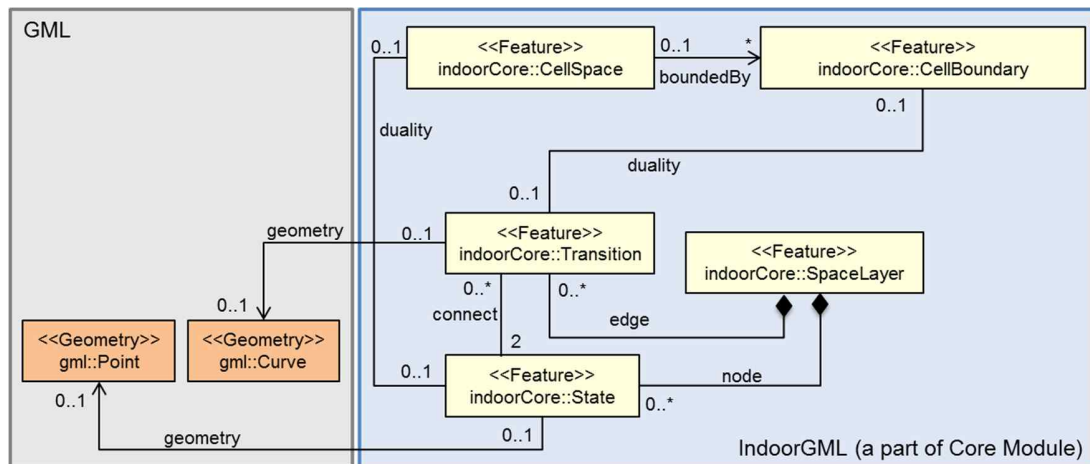 GML
0..1
<<Feature>>
indoorCore::CellSpace
0..1
*
boundedBy
<<Feature>>
indoorCore::CellBoundary
0..1
duality
duality
0..1
geometry
0..1
<<Feature>>
indoorCore::Transition
<<Feature>>
indoorCore::SpaceLayer
0..*
0..*
connect
edge
0..1
2
<<Geometry>>
gml::Point
<<Geometry>>
gml::Curve
0..1
<<Feature>>
indoorCore::State
node
0..*
0..1
geometry
0..1
IndoorGML (a part of Core Module)